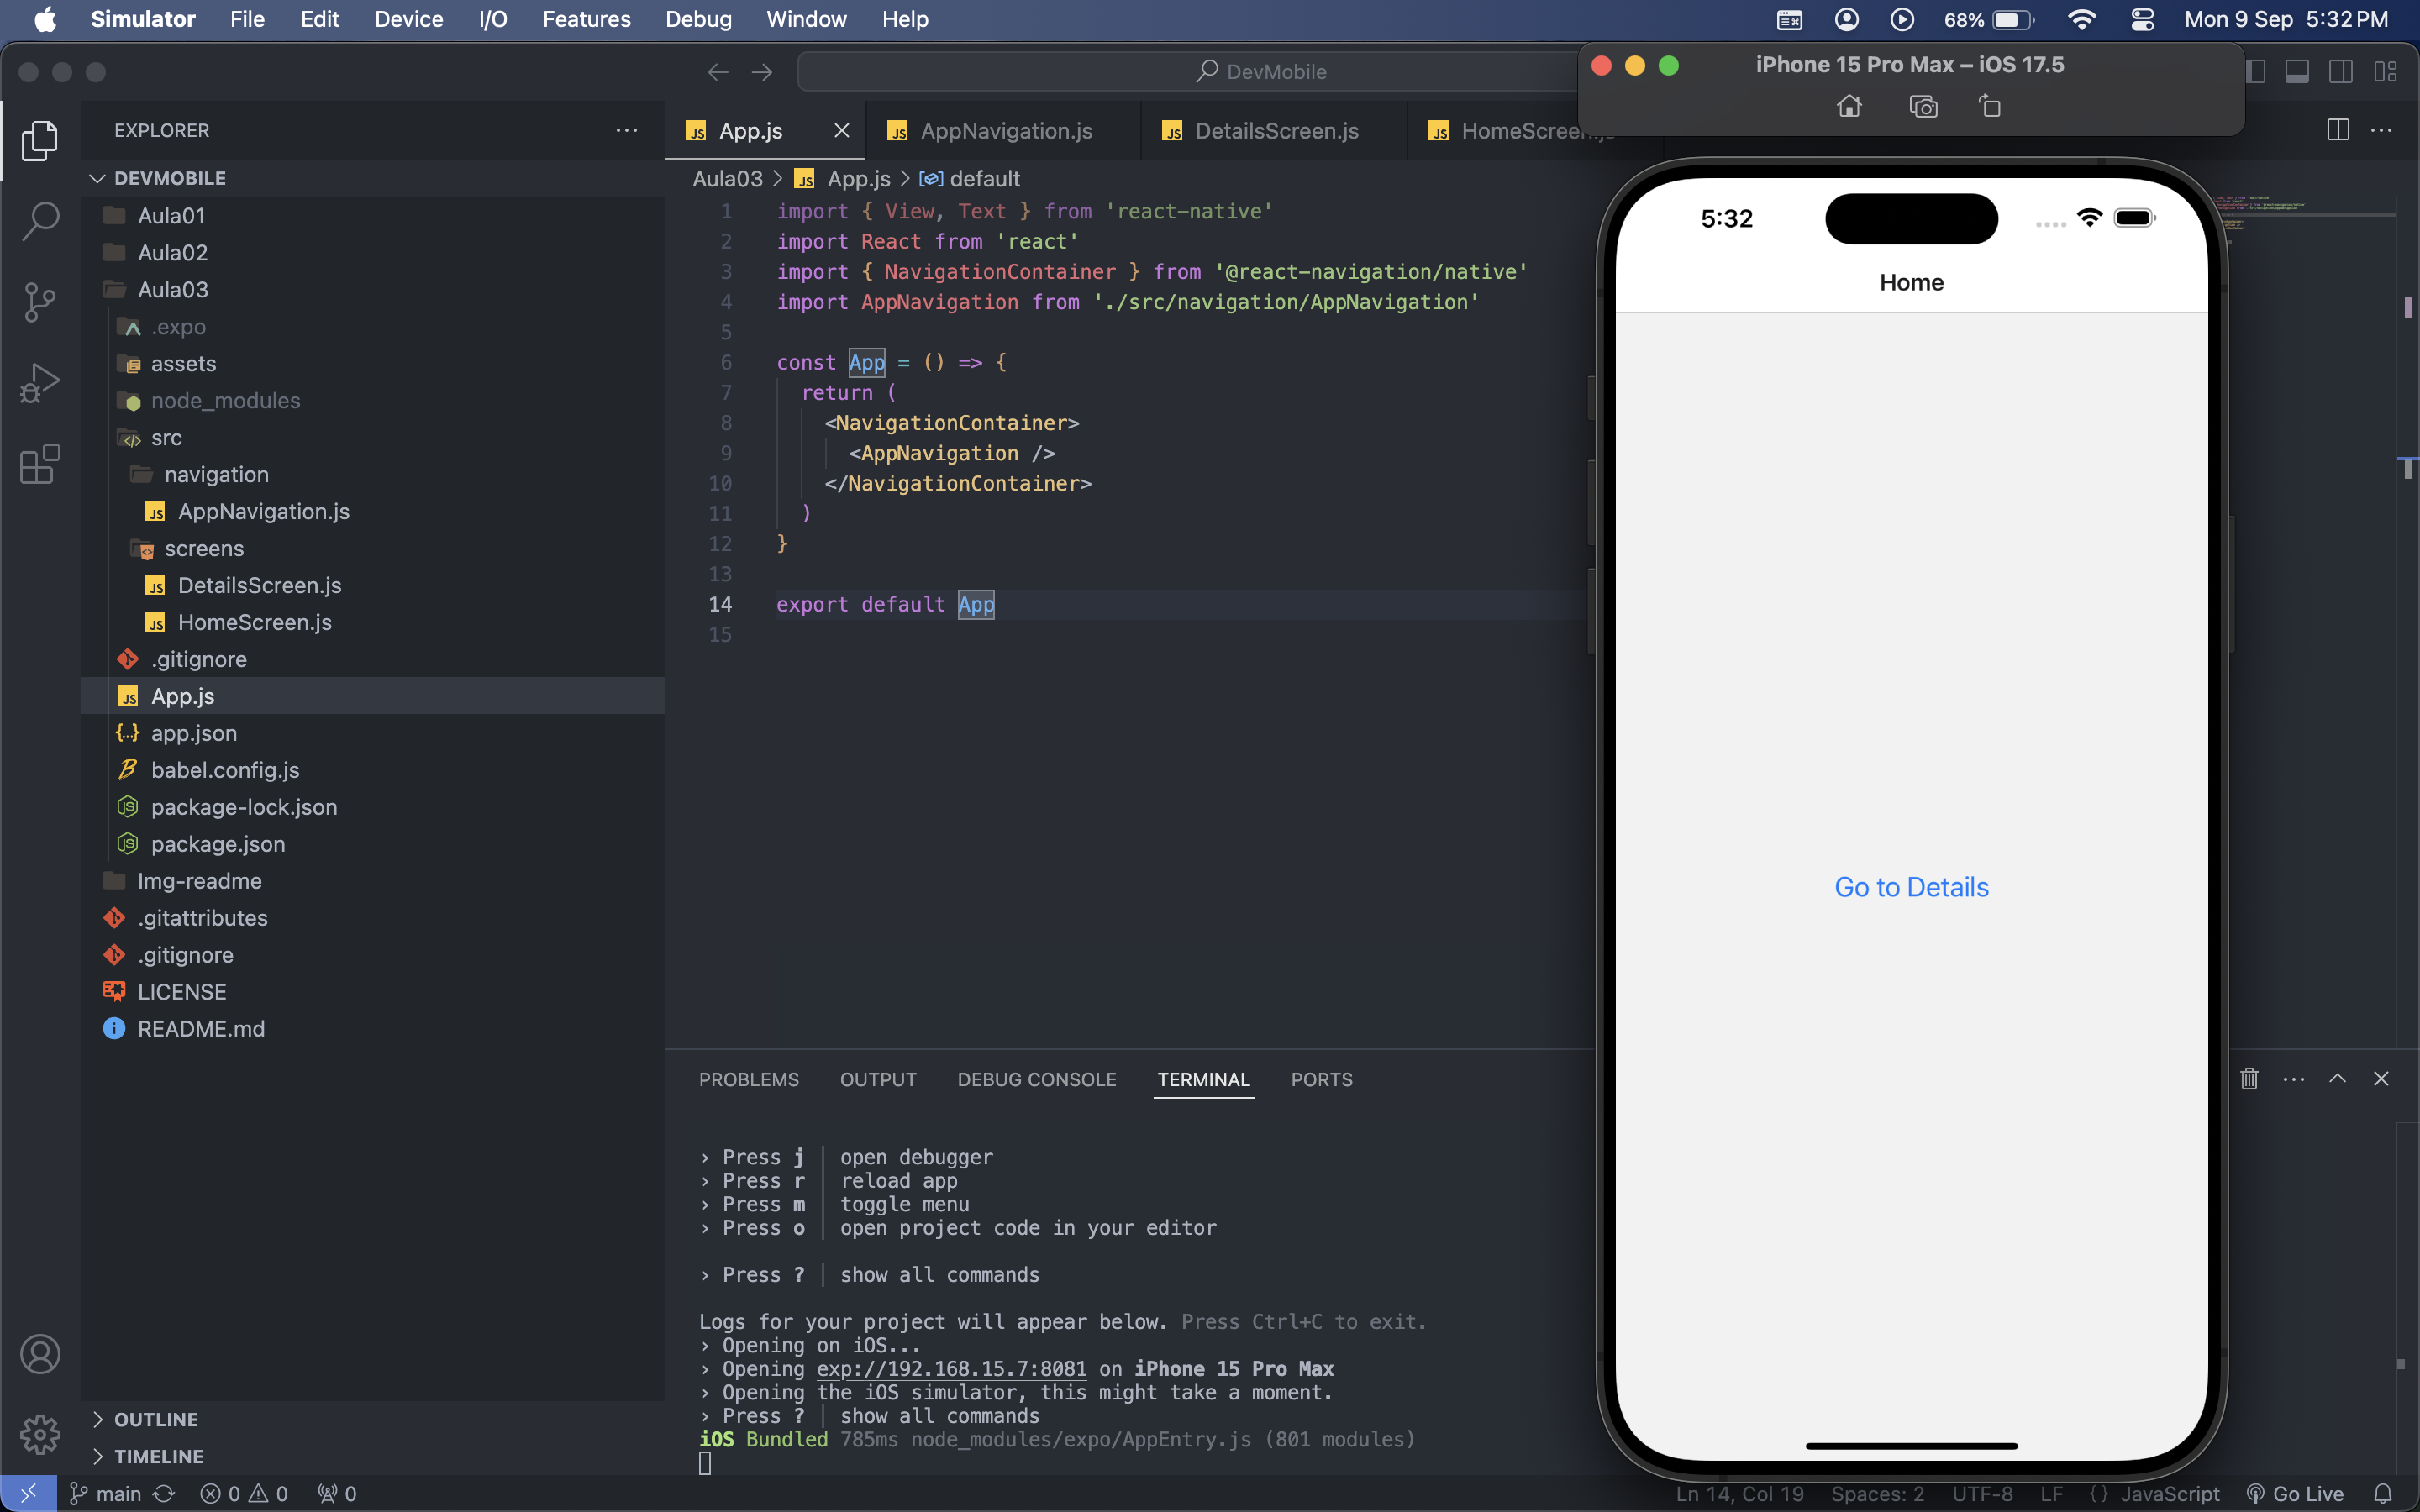 Simulator File Edit Device I/O Features Debug Window Help 68% Mon 9 Sep 5:32 PM
DevMobile
iPhone 15 Pro Max – iOS 17.5
EXPLORER
DEVMOBILE
Aula01
Aula02
Aula03
.expo
assets
node_modules
src
navigation
AppNavigation.js
screens
DetailsScreen.js
HomeScreen.js
.gitignore
App.js
app.json
babel.config.js
package-lock.json
package.json
Img-readme
.gitattributes
.gitignore
LICENSE
README.md
OUTLINE
TIMELINE
App.js AppNavigation.js DetailsScreen.js HomeScreen.js
Aula03 > App.js > default
1 import { View, Text } from 'react-native'
2 import React from 'react'
3 import { NavigationContainer } from '@react-navigation/native'
4 import AppNavigation from './src/navigation/AppNavigation'
5
6 const App = () => {
7 return (
8 <NavigationContainer>
9 <AppNavigation />
10 </NavigationContainer>
11 )
12 }
13
14 export default App
15
PROBLEMS OUTPUT DEBUG CONSOLE TERMINAL PORTS
› Press j │ open debugger
› Press r │ reload app
› Press m │ toggle menu
› Press o │ open project code in your editor
› Press ? │ show all commands
Logs for your project will appear below. Press Ctrl+C to exit.
› Opening on iOS...
› Opening exp://192.168.15.7:8081 on iPhone 15 Pro Max
› Opening the iOS simulator, this might take a moment.
› Press ? │ show all commands
iOS Bundled 785ms node_modules/expo/AppEntry.js (801 modules)
5:32
Home
Go to Details
main 0 0 0 Ln 14, Col 19 Spaces: 2 UTF-8 LF {} JavaScript Go Live